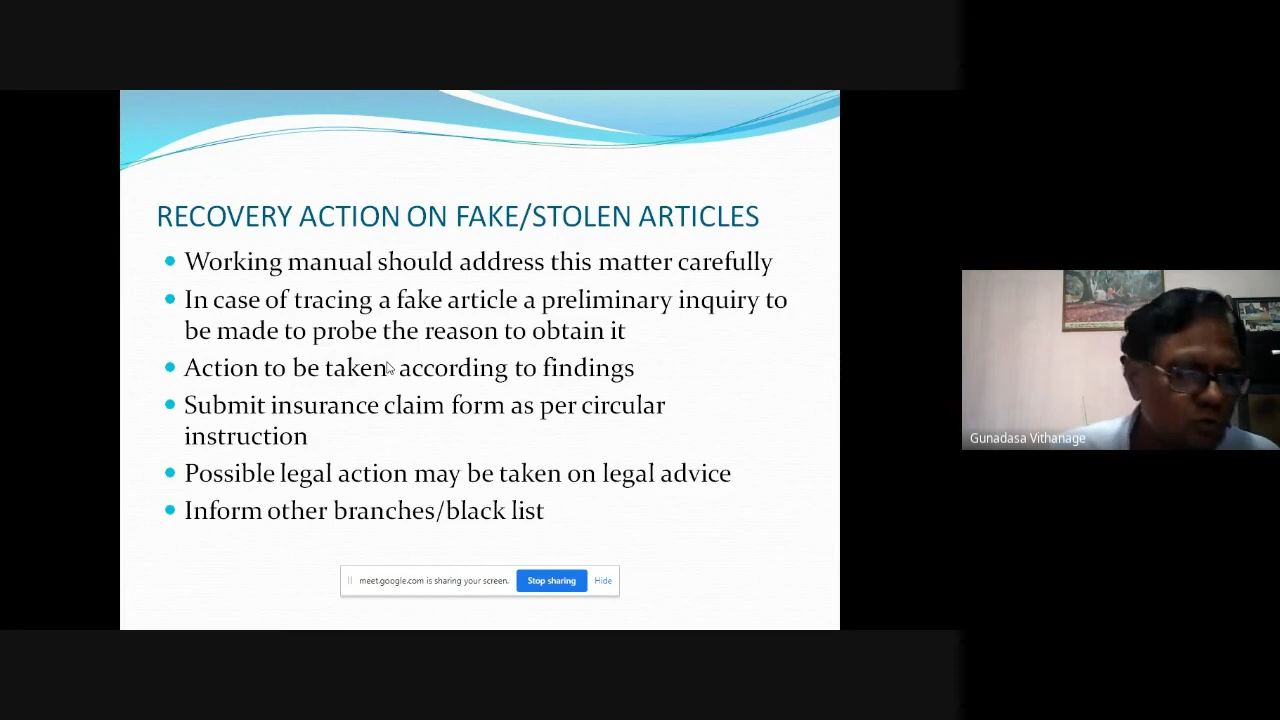 RECOVERY ACTION ON FAKE/STOLEN ARTICLES
Working manual should address this matter carefully
In case of tracing a fake article a preliminary inquiry to
be made to probe the reason to obtain it
Action to be taken according to findings
Submit insurance claim form as per circular
instruction
Possible legal action may be taken on legal advice
Inform other branches/black list
meet.google.com is sharing your screen. Stop sharing Hide
Gunadasa Vithanage